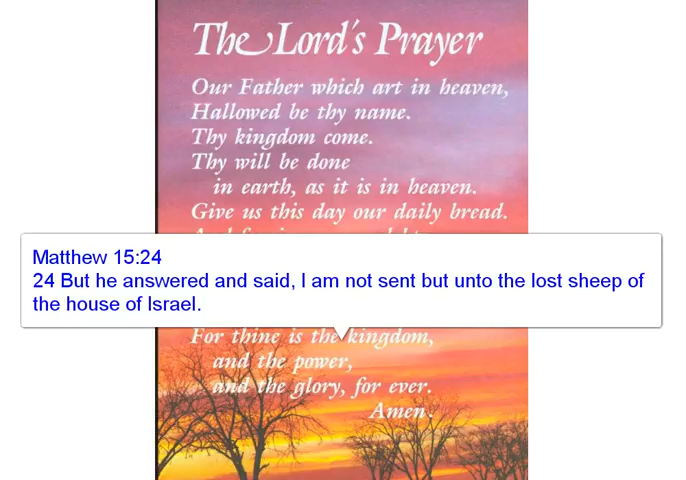 The Lord's Prayer
Our Father which art in heaven,
Hallowed be thy name.
Thy kingdom come.
Thy will be done
in earth, as it is in heaven.
Give us this day our daily bread.
Matthew 15:24
24 But he answered and said, I am not sent but unto the lost sheep of
the house of Israel.
For thine is the kingdom,
and the power,
and the glory, for ever.
Amen.